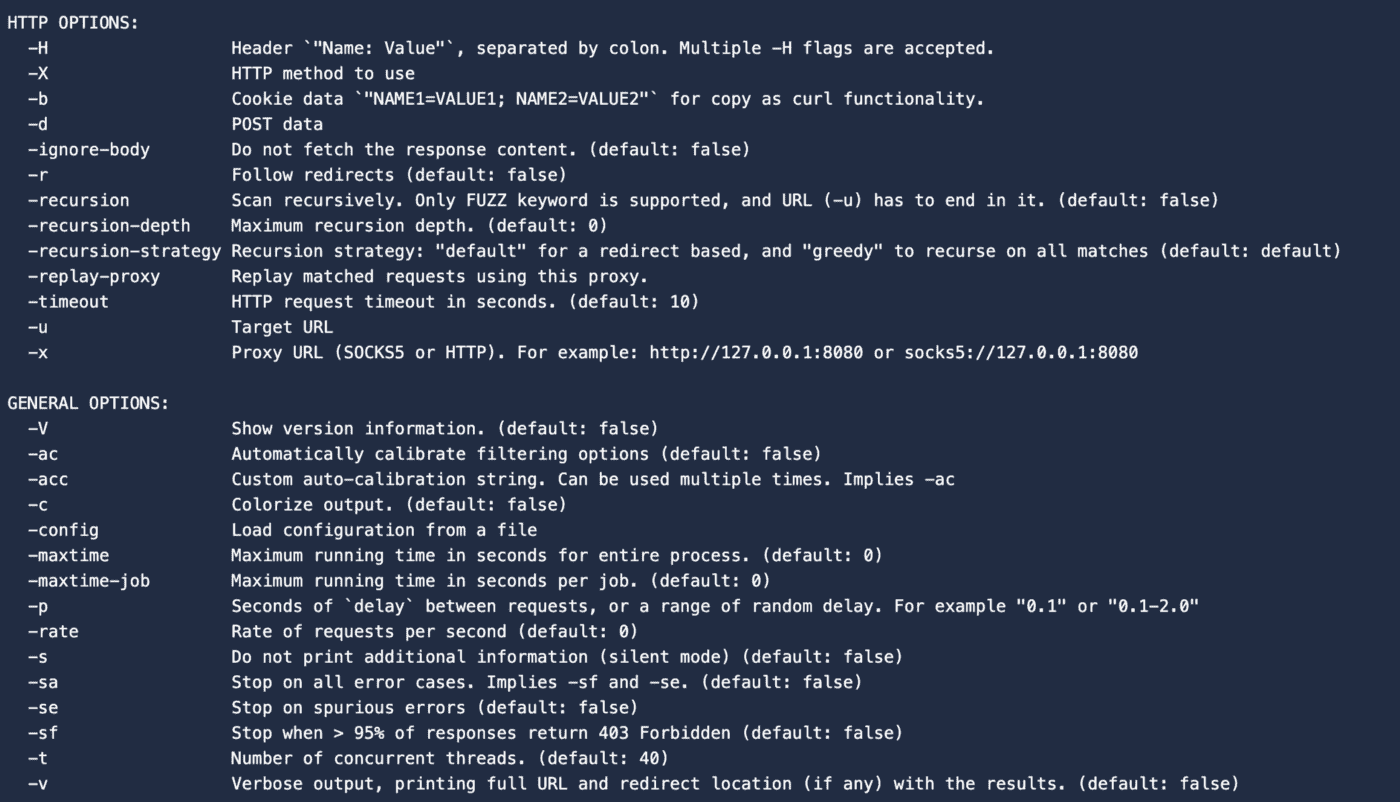 HTTP OPTIONS:
  -H                  Header `"Name: Value"`, separated by colon. Multiple -H flags are accepted.
  -X                  HTTP method to use
  -b                  Cookie data `"NAME1=VALUE1; NAME2=VALUE2"` for copy as curl functionality.
  -d                  POST data
  -ignore-body        Do not fetch the response content. (default: false)
  -r                  Follow redirects (default: false)
  -recursion          Scan recursively. Only FUZZ keyword is supported, and URL (-u) has to end in it. (default: false)
  -recursion-depth    Maximum recursion depth. (default: 0)
  -recursion-strategy Recursion strategy: "default" for a redirect based, and "greedy" to recurse on all matches (default: default)
  -replay-proxy       Replay matched requests using this proxy.
  -timeout            HTTP request timeout in seconds. (default: 10)
  -u                  Target URL
  -x                  Proxy URL (SOCKS5 or HTTP). For example: http://127.0.0.1:8080 or socks5://127.0.0.1:8080

GENERAL OPTIONS:
  -V                  Show version information. (default: false)
  -ac                 Automatically calibrate filtering options (default: false)
  -acc                Custom auto-calibration string. Can be used multiple times. Implies -ac
  -c                  Colorize output. (default: false)
  -config             Load configuration from a file
  -maxtime            Maximum running time in seconds for entire process. (default: 0)
  -maxtime-job        Maximum running time in seconds per job. (default: 0)
  -p                  Seconds of `delay` between requests, or a range of random delay. For example "0.1" or "0.1-2.0"
  -rate               Rate of requests per second (default: 0)
  -s                  Do not print additional information (silent mode) (default: false)
  -sa                 Stop on all error cases. Implies -sf and -se. (default: false)
  -se                 Stop on spurious errors (default: false)
  -sf                 Stop when > 95% of responses return 403 Forbidden (default: false)
  -t                  Number of concurrent threads. (default: 40)
  -v                  Verbose output, printing full URL and redirect location (if any) with the results. (default: false)